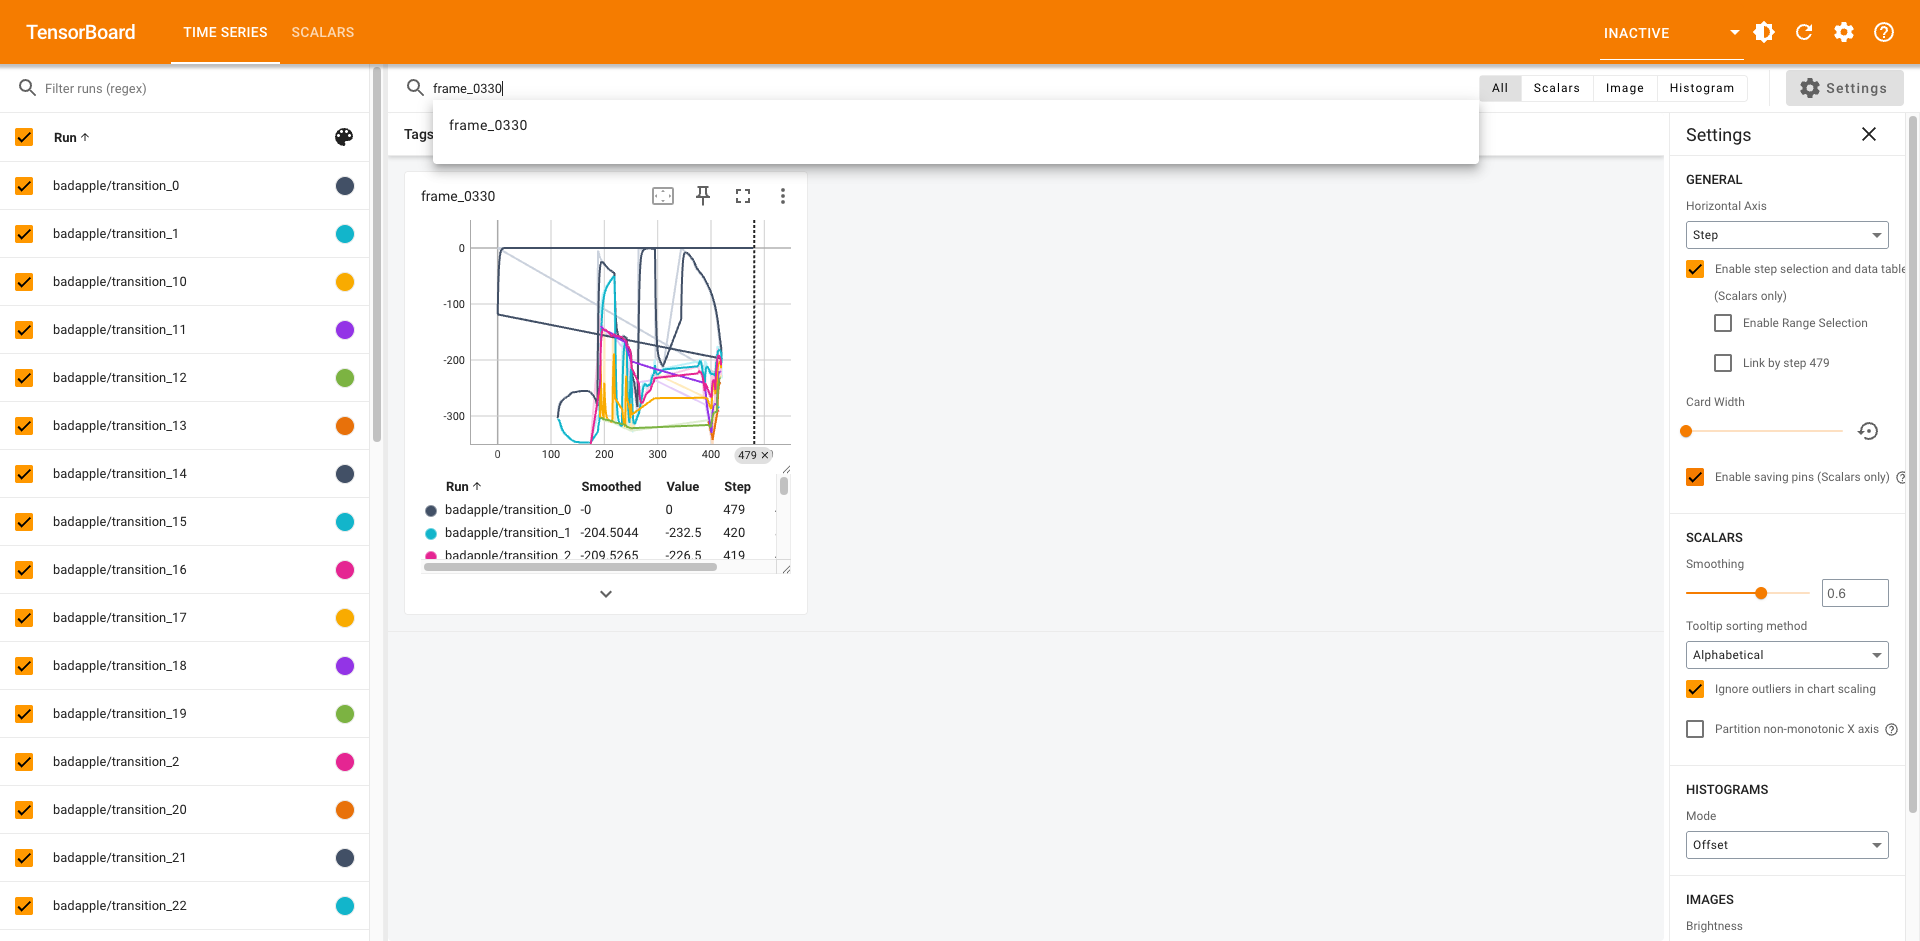 TensorBoard TIME SERIES SCALARS INACTIVE
Filter runs (regex)
frame_0330
All Scalars Image Histogram
Settings
Run
badapple/transition_0
badapple/transition_1
badapple/transition_10
badapple/transition_11
badapple/transition_12
badapple/transition_13
badapple/transition_14
badapple/transition_15
badapple/transition_16
badapple/transition_17
badapple/transition_18
badapple/transition_19
badapple/transition_2
badapple/transition_20
badapple/transition_21
badapple/transition_22
frame_0330
Tags
frame_0330
0
-100
-200
-300
0 100 200 300 400 479
Run Smoothed Value Step
badapple/transition_0 -0 0 479
badapple/transition_1 -204.5044 -232.5 420
badapple/transition_2 -209.5265 -226.5 419
Settings
GENERAL
Horizontal Axis
Step
Enable step selection and data table
(Scalars only)
Enable Range Selection
Link by step 479
Card Width
Enable saving pins (Scalars only)
SCALARS
Smoothing
0.6
Tooltip sorting method
Alphabetical
Ignore outliers in chart scaling
Partition non-monotonic X axis
HISTOGRAMS
Mode
Offset
IMAGES
Brightness